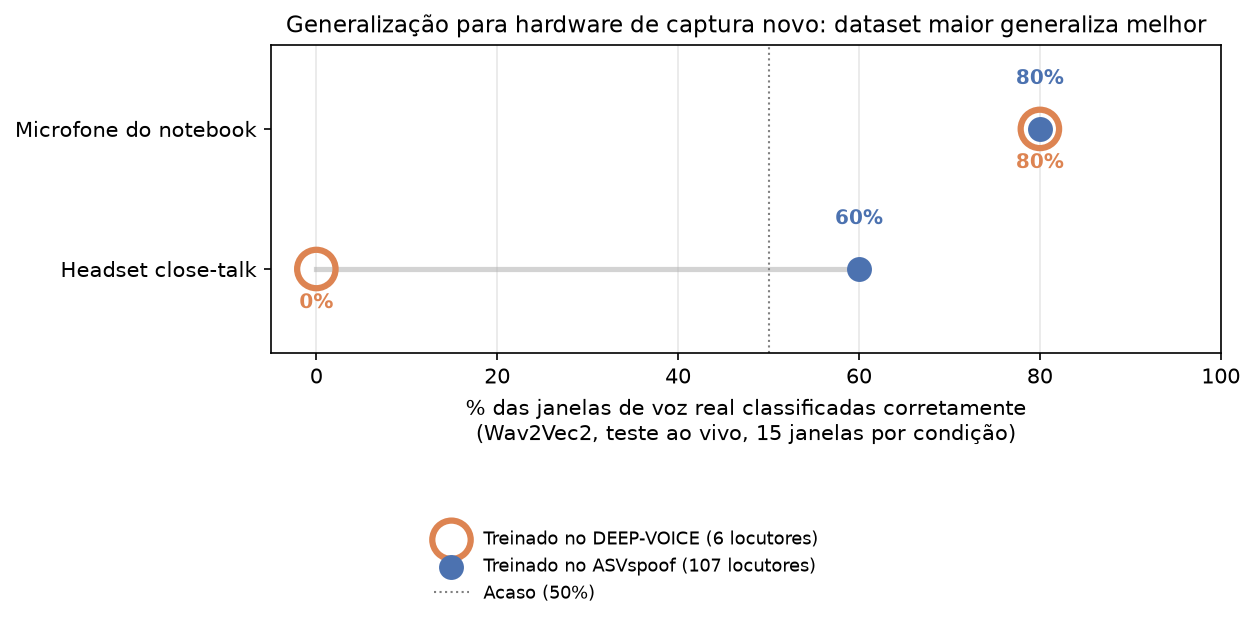 Generalização para hardware de captura novo: dataset maior generaliza melhor
80%
Microfone do notebook
80%
60%
Headset close-talk
0%
0 20 40 60 80 100
% das janelas de voz real classificadas corretamente
(Wav2Vec2, teste ao vivo, 15 janelas por condição)
Treinado no DEEP-VOICE (6 locutores)
Treinado no ASVspoof (107 locutores)
Acaso (50%)